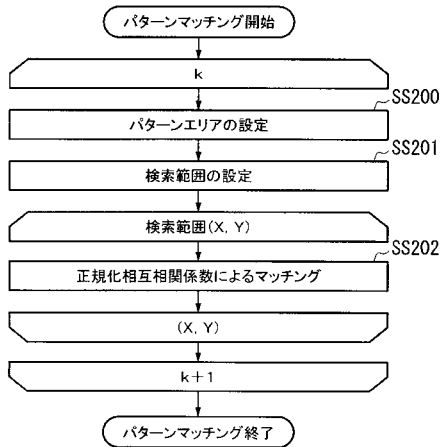 パターンマッチング開始
k
SS200
パターンエリアの設定
SS201
検索範囲の設定
検索範囲(X, Y)
SS202
正規化相互相関係数によるマッチング
(X, Y)
k+1
パターンマッチング終了